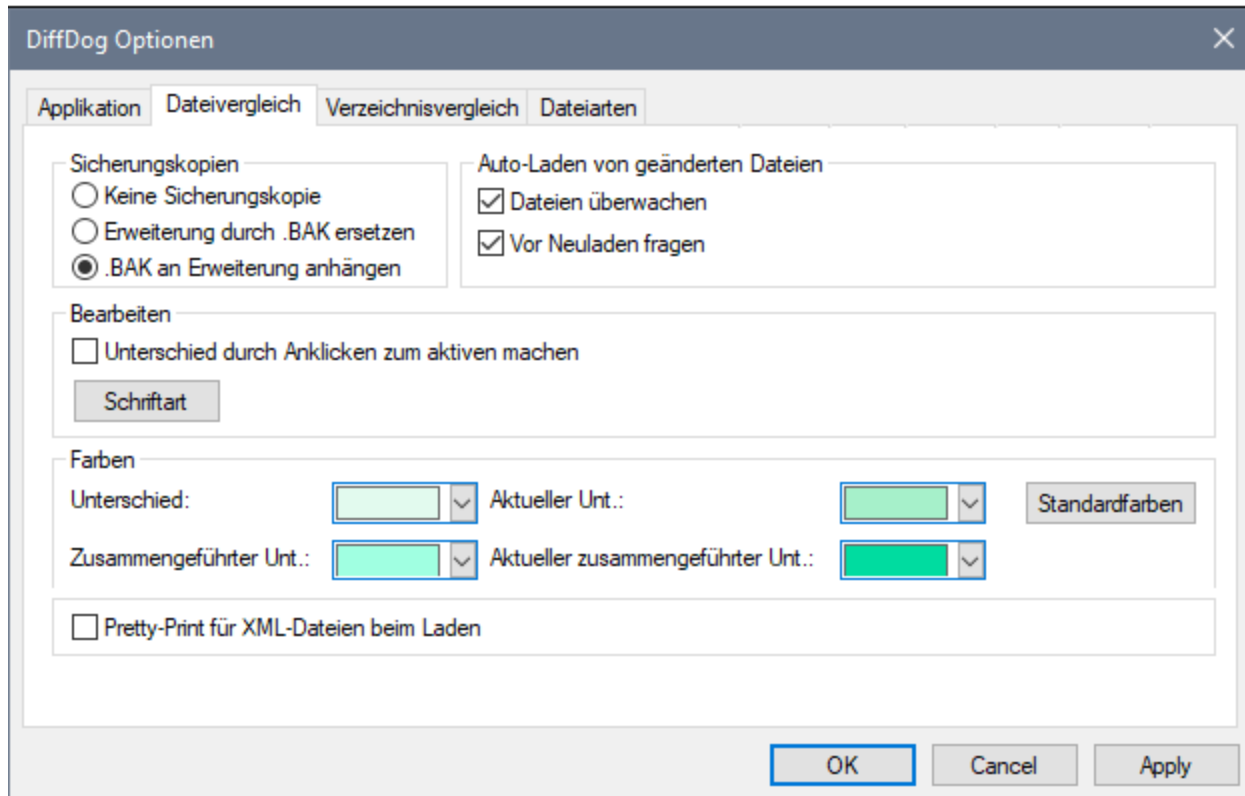 DiffDog Optionen
Applikation Dateivergleich Verzeichnisvergleich Dateiarten
Sicherungskopien
Keine Sicherungskopie
Erweiterung durch .BAK ersetzen
.BAK an Erweiterung anhängen
Auto-Laden von geänderten Dateien
Dateien überwachen
Vor Neuladen fragen
Bearbeiten
Unterschied durch Anklicken zum aktiven machen
Schriftart
Farben
Unterschied: Aktueller Unt.: Standardfarben
Zusammengeführter Unt.: Aktueller zusammengeführter Unt.:
Pretty-Print für XML-Dateien beim Laden
OK Cancel Apply